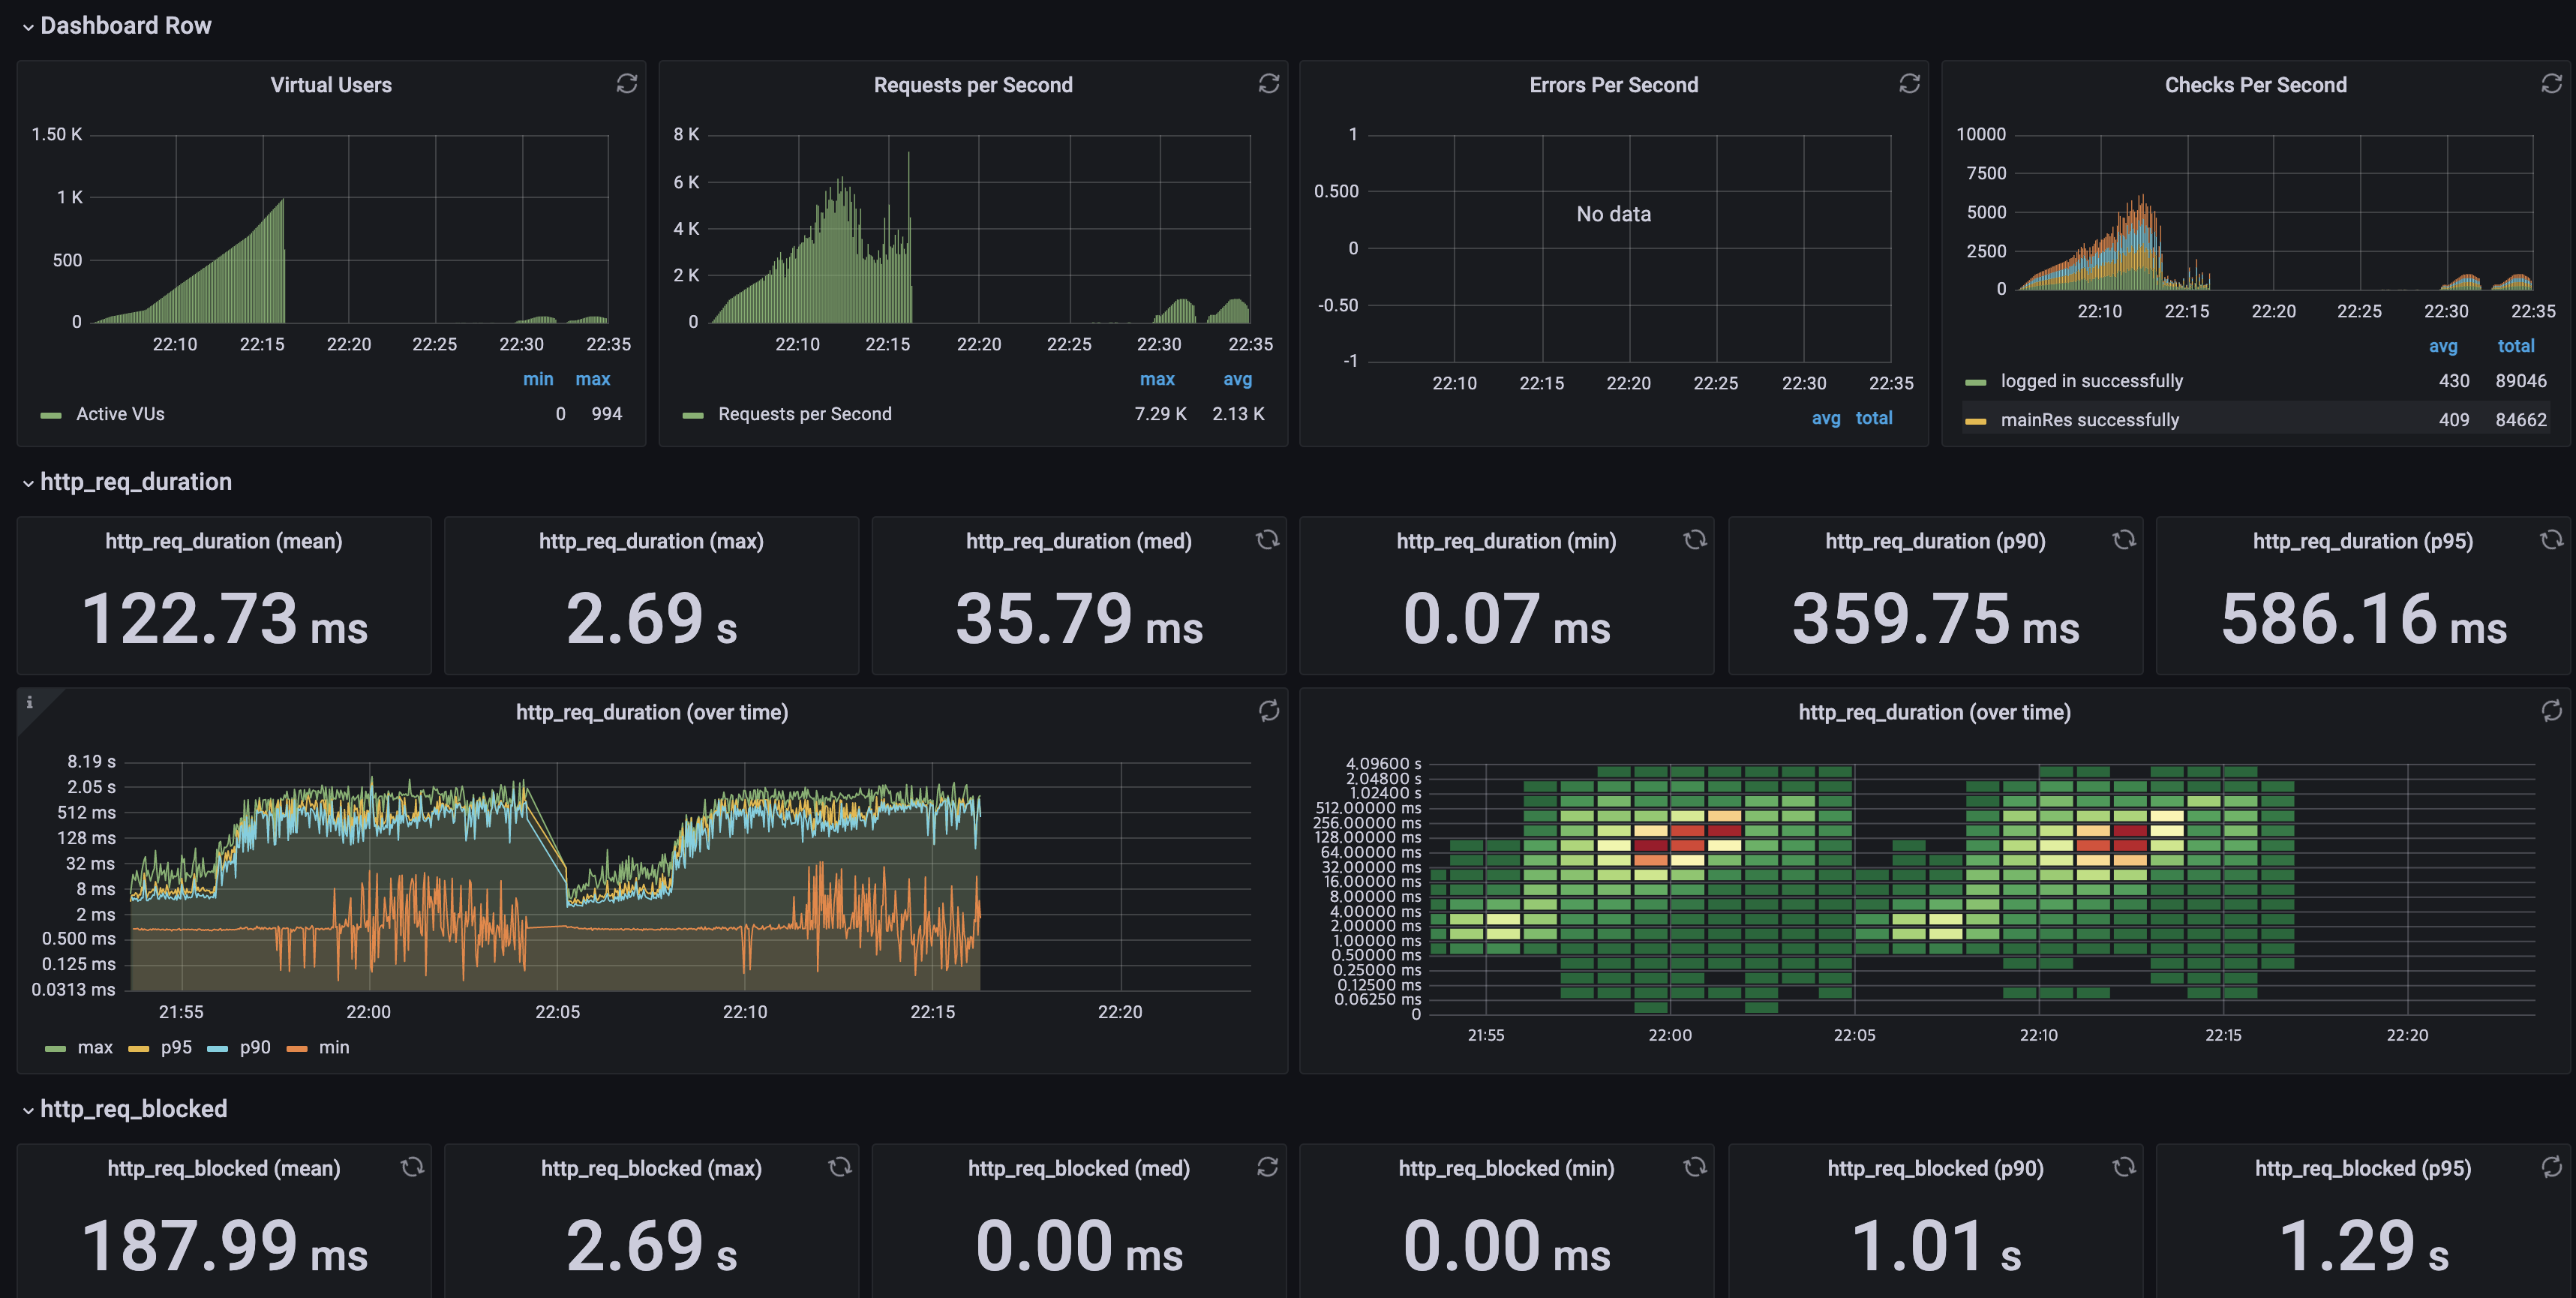 Dashboard Row
Virtual Users
1.50 K
1 K
500
0
22:10 22:15 22:20 22:25 22:30 22:35
min max
Active VUs 0 994
Requests per Second
8 K
6 K
4 K
2 K
0
22:10 22:15 22:20 22:25 22:30 22:35
max avg
Requests per Second 7.29 K 2.13 K
Errors Per Second
1
0.500
No data
0
-0.50
-1
22:10 22:15 22:20 22:25 22:30 22:35
avg total
Checks Per Second
10000
7500
5000
2500
0
22:10 22:15 22:20 22:25 22:30 22:35
avg total
logged in successfully 430 89046
mainRes successfully 409 84662
http_req_duration
http_req_duration (mean)
122.73 ms
http_req_duration (max)
2.69 s
http_req_duration (med)
35.79 ms
http_req_duration (min)
0.07 ms
http_req_duration (p90)
359.75 ms
http_req_duration (p95)
586.16 ms
i
http_req_duration (over time)
8.19 s
2.05 s
512 ms
128 ms
32 ms
8 ms
2 ms
0.500 ms
0.125 ms
0.0313 ms
21:55 22:00 22:05 22:10 22:15 22:20
max p95 p90 min
http_req_duration (over time)
4.09600 s
2.04800 s
1.02400 s
512.00000 ms
256.00000 ms
128.00000 ms
64.00000 ms
32.00000 ms
16.00000 ms
8.00000 ms
4.00000 ms
2.00000 ms
1.00000 ms
0.50000 ms
0.25000 ms
0.12500 ms
0.06250 ms
0
21:55 22:00 22:05 22:10 22:15 22:20
http_req_blocked
http_req_blocked (mean)
187.99 ms
http_req_blocked (max)
2.69 s
http_req_blocked (med)
0.00 ms
http_req_blocked (min)
0.00 ms
http_req_blocked (p90)
1.01 s
http_req_blocked (p95)
1.29 s